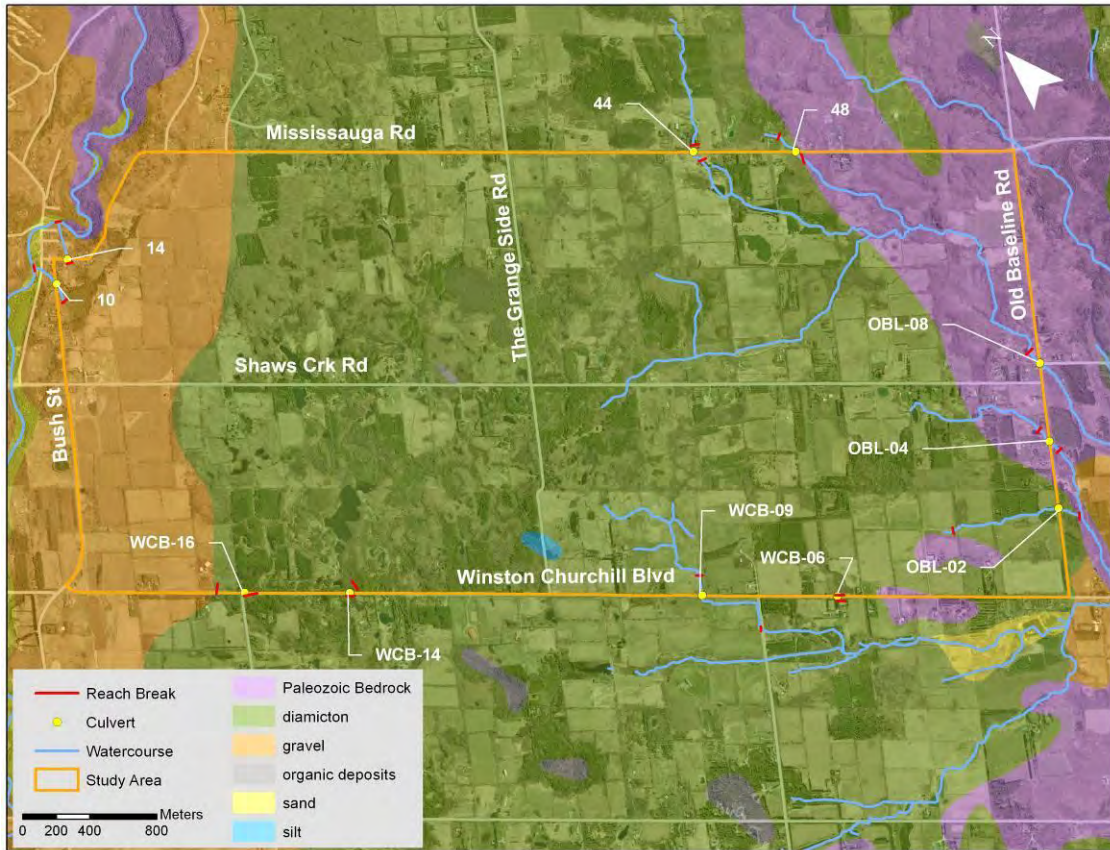 N
44
48
Mississauga Rd
The Grange Side Rd
Old Baseline Rd
14
10
OBL-08
Shaws Crk Rd
Bush St
OBL-04
WCB-09
WCB-16
WCB-06
OBL-02
Winston Churchill Blvd
WCB-14
Reach Break
Culvert
Watercourse
Study Area
Meters
0 200 400 800
Paleozoic Bedrock
diamicton
gravel
organic deposits
sand
silt